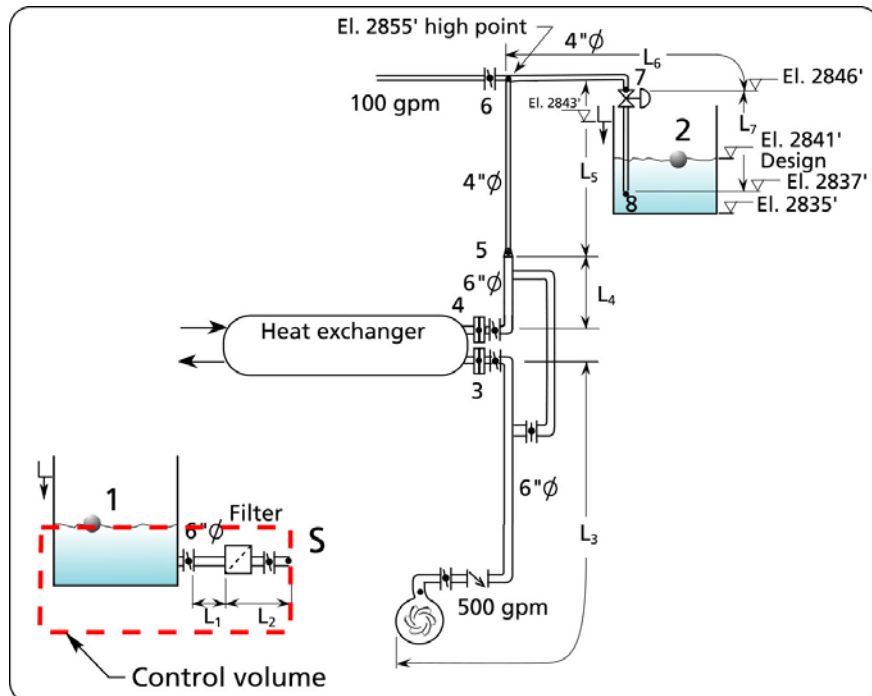 El. 2855' high point
4"Ø
L6
7
El. 2846'
100 gpm
6
El. 2843'
L7
2
El. 2841'
Design
4"Ø
L5
El. 2837'
8
El. 2835'
5
6"Ø
4
L4
Heat exchanger
3
1
6"Ø
Filter
S
6"Ø
L3
L1
L2
500 gpm
Control volume